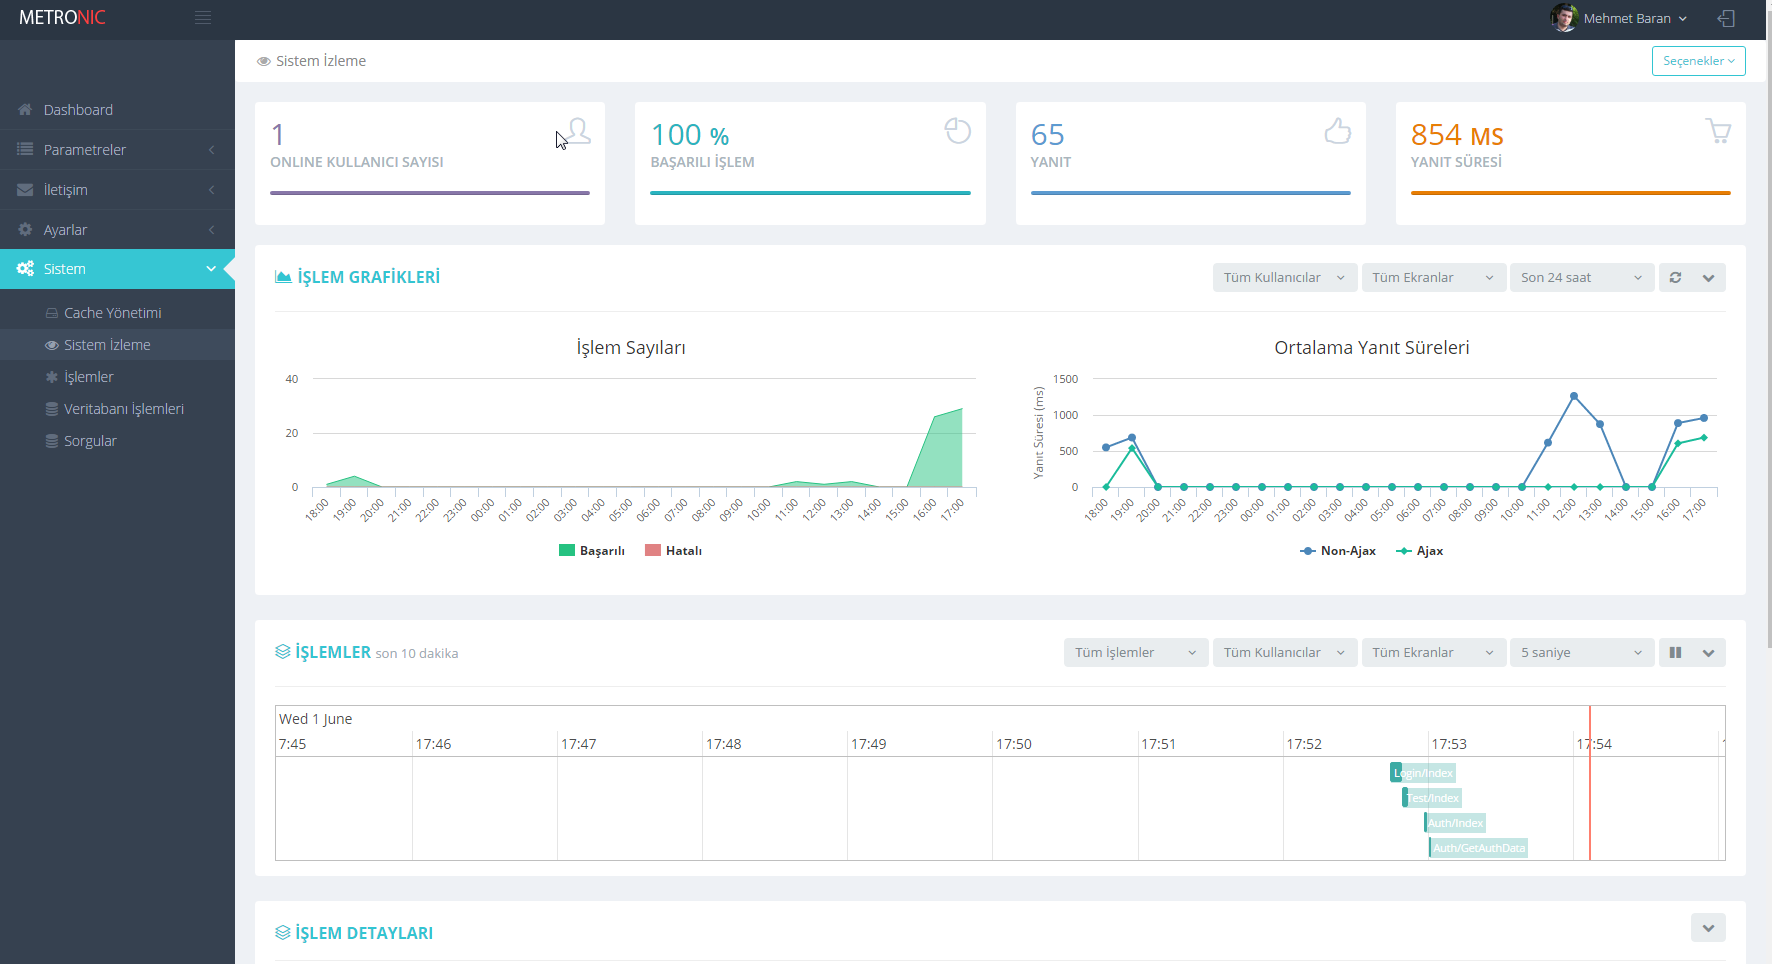 METRONIC
Mehmet Baran
Dashboard
Parametreler
İletişim
Ayarlar
Sistem
Cache Yönetimi
Sistem İzleme
İşlemler
Veritabanı İşlemleri
Sorgular
Sistem İzleme
Seçenekler
1
ONLINE KULLANICI SAYISI
100 %
BAŞARILI İŞLEM
65
YANIT
854 MS
YANIT SÜRESİ
İŞLEM GRAFİKLERİ
Tüm Kullanıcılar
Tüm Ekranlar
Son 24 saat
İşlem Sayıları
40
20
0
18:00 19:00 20:00 21:00 22:00 23:00 00:00 01:00 02:00 03:00 04:00 05:00 06:00 07:00 08:00 09:00 10:00 11:00 12:00 13:00 14:00 15:00 16:00 17:00
Başarılı Hatalı
Ortalama Yanıt Süreleri
Yanıt Süresi (ms)
1500
1000
500
0
18:00 19:00 20:00 21:00 22:00 23:00 00:00 01:00 02:00 03:00 04:00 05:00 06:00 07:00 08:00 09:00 10:00 11:00 12:00 13:00 14:00 15:00 16:00 17:00
Non-Ajax Ajax
İŞLEMLER son 10 dakika
Tüm İşlemler
Tüm Kullanıcılar
Tüm Ekranlar
5 saniye
Wed 1 June
7:45 17:46 17:47 17:48 17:49 17:50 17:51 17:52 17:53 17:54
Login/Index
Test/Index
Auth/Index
Auth/GetAuthData
İŞLEM DETAYLARI